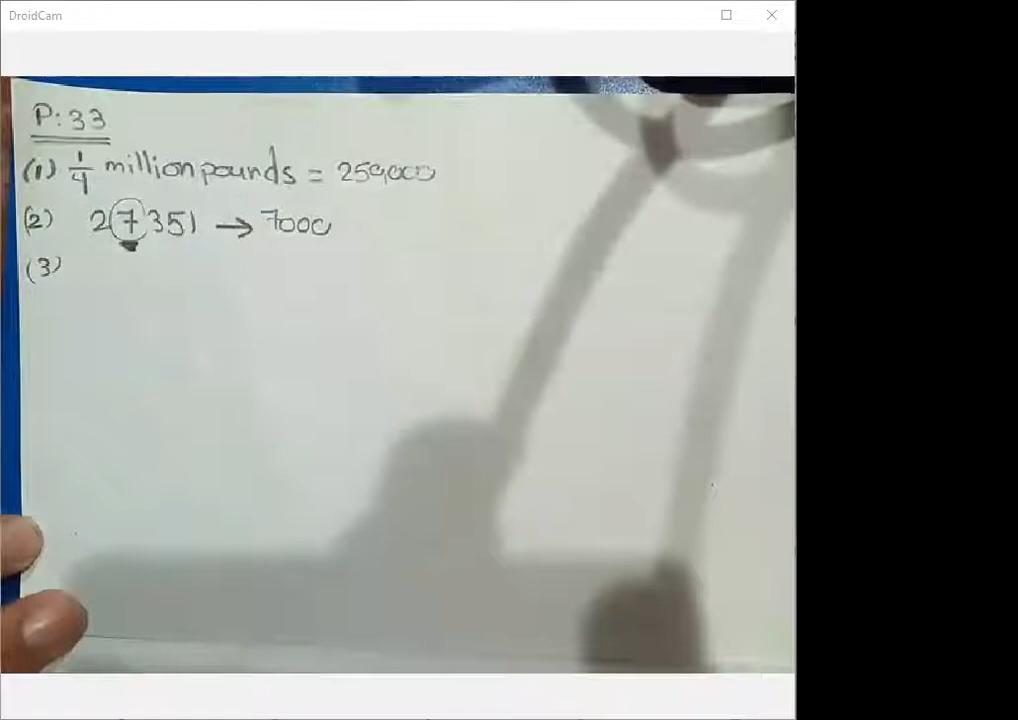 DroidCam
P: 33
(1) 1/4 million pounds = 250,000
(2) 27351 → 7000
(3)